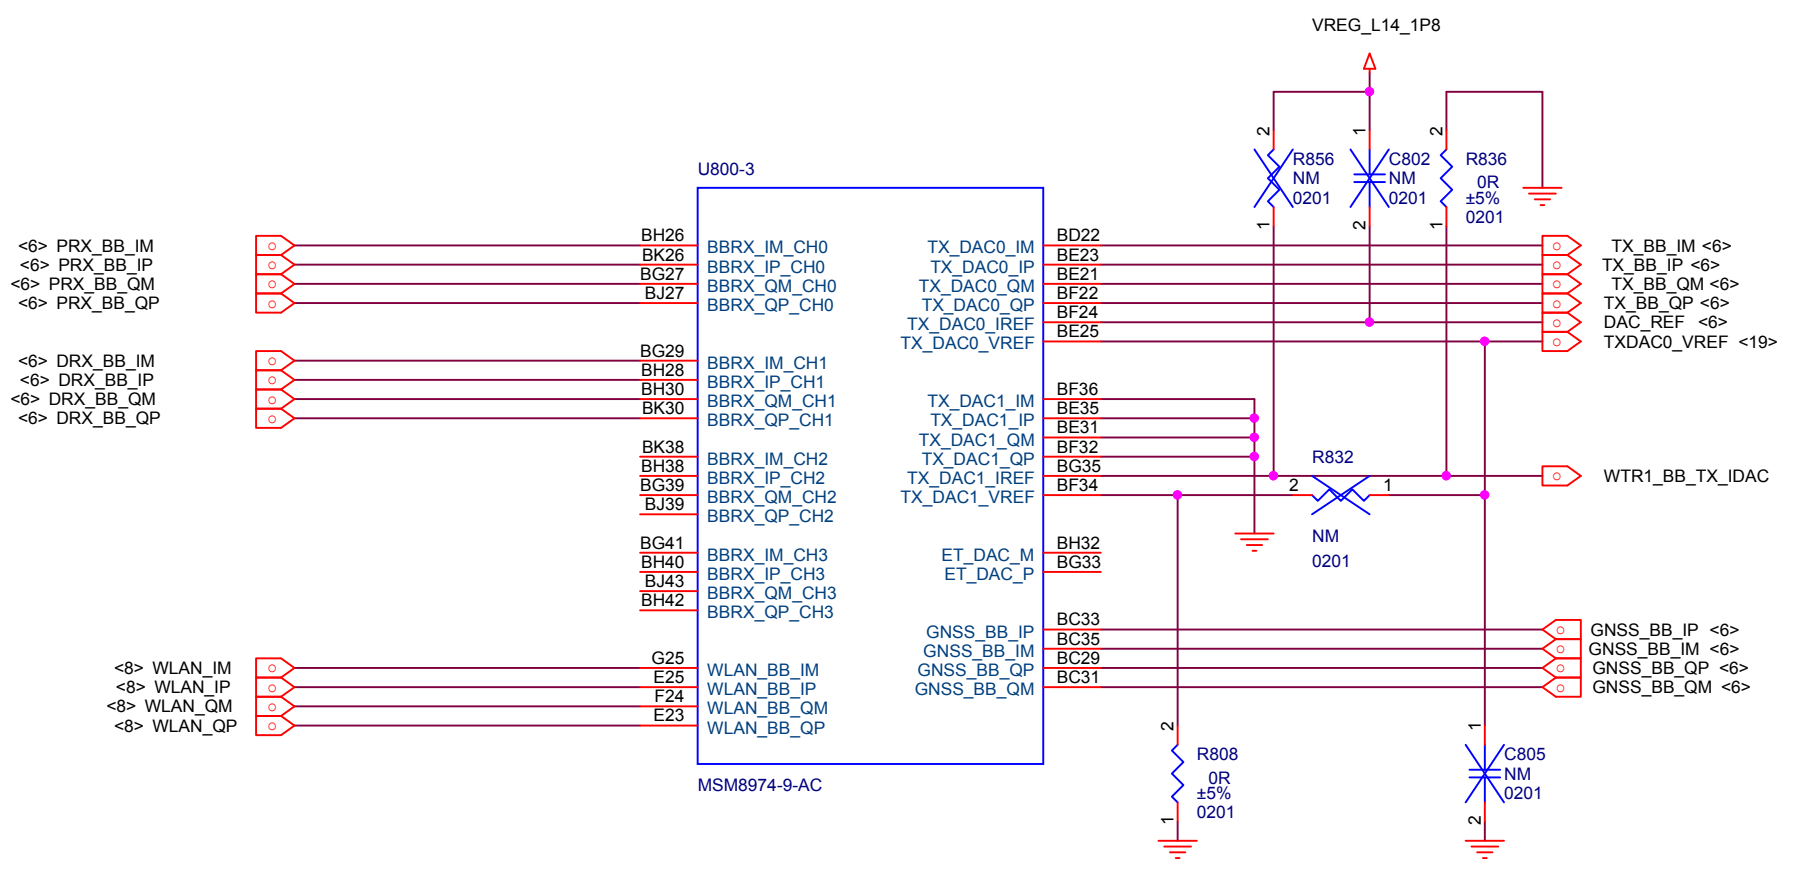 VREG_L14_1P8
2
1
2
R856
NM
0201
C802
NM
0201
R836
0R
±5%
0201
1
2
1
U800-3
<6> PRX_BB_IM
<6> PRX_BB_IP
<6> PRX_BB_QM
<6> PRX_BB_QP
<6> DRX_BB_IM
<6> DRX_BB_IP
<6> DRX_BB_QM
<6> DRX_BB_QP
<8> WLAN_IM
<8> WLAN_IP
<8> WLAN_QM
<8> WLAN_QP
BH26 BBRX_IM_CH0
BK26 BBRX_IP_CH0
BG27 BBRX_QM_CH0
BJ27 BBRX_QP_CH0
BG29 BBRX_IM_CH1
BH28 BBRX_IP_CH1
BH30 BBRX_QM_CH1
BK30 BBRX_QP_CH1
BK38 BBRX_IM_CH2
BH38 BBRX_IP_CH2
BG39 BBRX_QM_CH2
BJ39 BBRX_QP_CH2
BG41 BBRX_IM_CH3
BH40 BBRX_IP_CH3
BJ43 BBRX_QM_CH3
BH42 BBRX_QP_CH3
G25 WLAN_BB_IM
E25 WLAN_BB_IP
F24 WLAN_BB_QM
E23 WLAN_BB_QP
TX_DAC0_IM BD22
TX_DAC0_IP BE23
TX_DAC0_QM BE21
TX_DAC0_QP BF22
TX_DAC0_IREF BF24
TX_DAC0_VREF BE25
TX_DAC1_IM BF36
TX_DAC1_IP BE35
TX_DAC1_QM BE31
TX_DAC1_QP BF32
TX_DAC1_IREF BG35
TX_DAC1_VREF BF34
ET_DAC_M BH32
ET_DAC_P BG33
GNSS_BB_IP BC33
GNSS_BB_IM BC35
GNSS_BB_QP BC29
GNSS_BB_QM BC31
MSM8974-9-AC
TX_BB_IM <6>
TX_BB_IP <6>
TX_BB_QM <6>
TX_BB_QP <6>
DAC_REF <6>
TXDAC0_VREF <19>
R832
2 1
NM
0201
WTR1_BB_TX_IDAC
GNSS_BB_IP <6>
GNSS_BB_IM <6>
GNSS_BB_QP <6>
GNSS_BB_QM <6>
2
R808
0R
±5%
0201
1
1
C805
NM
0201
2